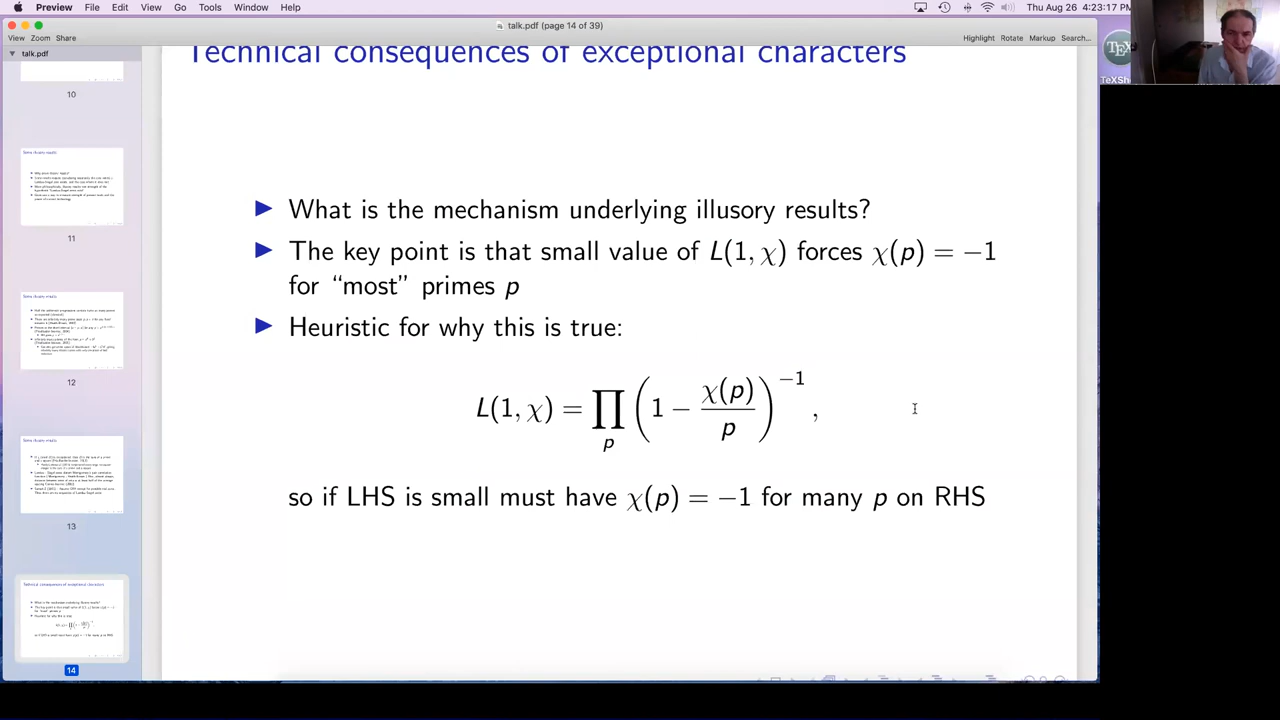 Preview File Edit View Go Tools Window Help
Thu Aug 26 4:23:17 PM
talk.pdf (page 14 of 39)
View Zoom Share
Highlight Rotate Markup Search...
talk.pdf
10
11
12
13
14
Technical consequences of exceptional characters
▶ What is the mechanism underlying illusory results?
▶ The key point is that small value of L(1, χ) forces χ(p) = −1
for “most” primes p
▶ Heuristic for why this is true:
L(1, χ) = ∏_p (1 − χ(p)/p)^{−1},
so if LHS is small must have χ(p) = −1 for many p on RHS
TEX
TeXSh